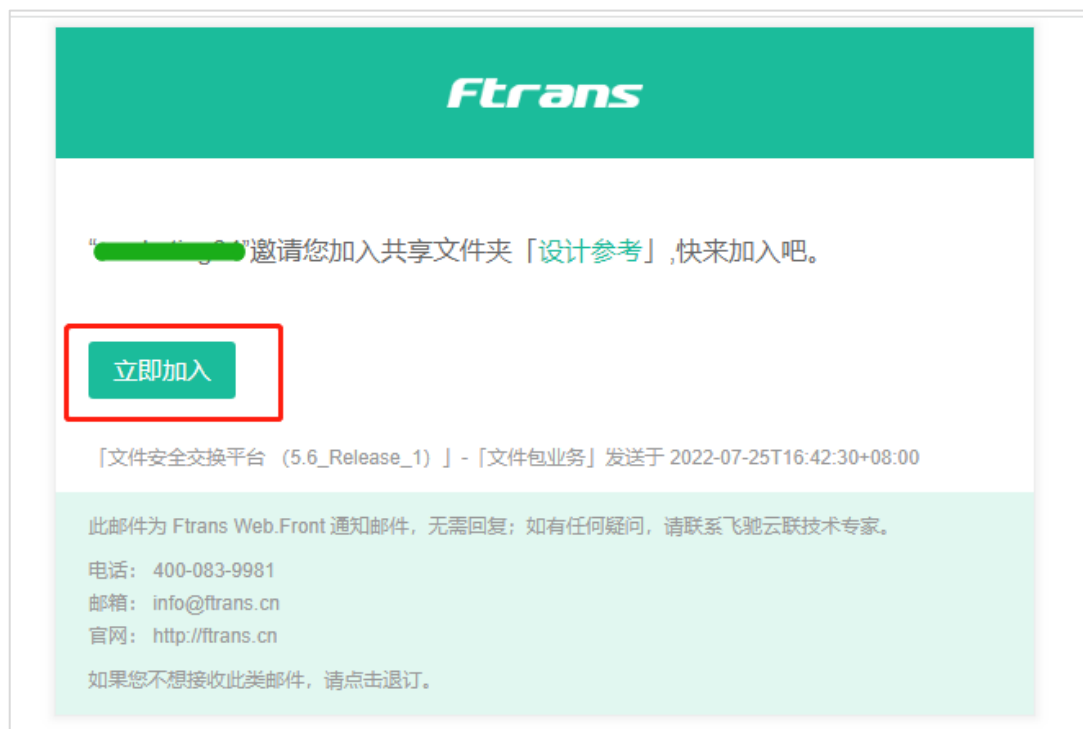 Ftrans
“ ”邀请您加入共享文件夹「设计参考」,快来加入吧。
立即加入
「文件安全交换平台 （5.6_Release_1）」-「文件包业务」发送于 2022-07-25T16:42:30+08:00
此邮件为 Ftrans Web.Front 通知邮件，无需回复；如有任何疑问，请联系飞驰云联技术专家。
电话： 400-083-9981
邮箱： info@ftrans.cn
官网： http://ftrans.cn
如果您不想接收此类邮件，请点击退订。